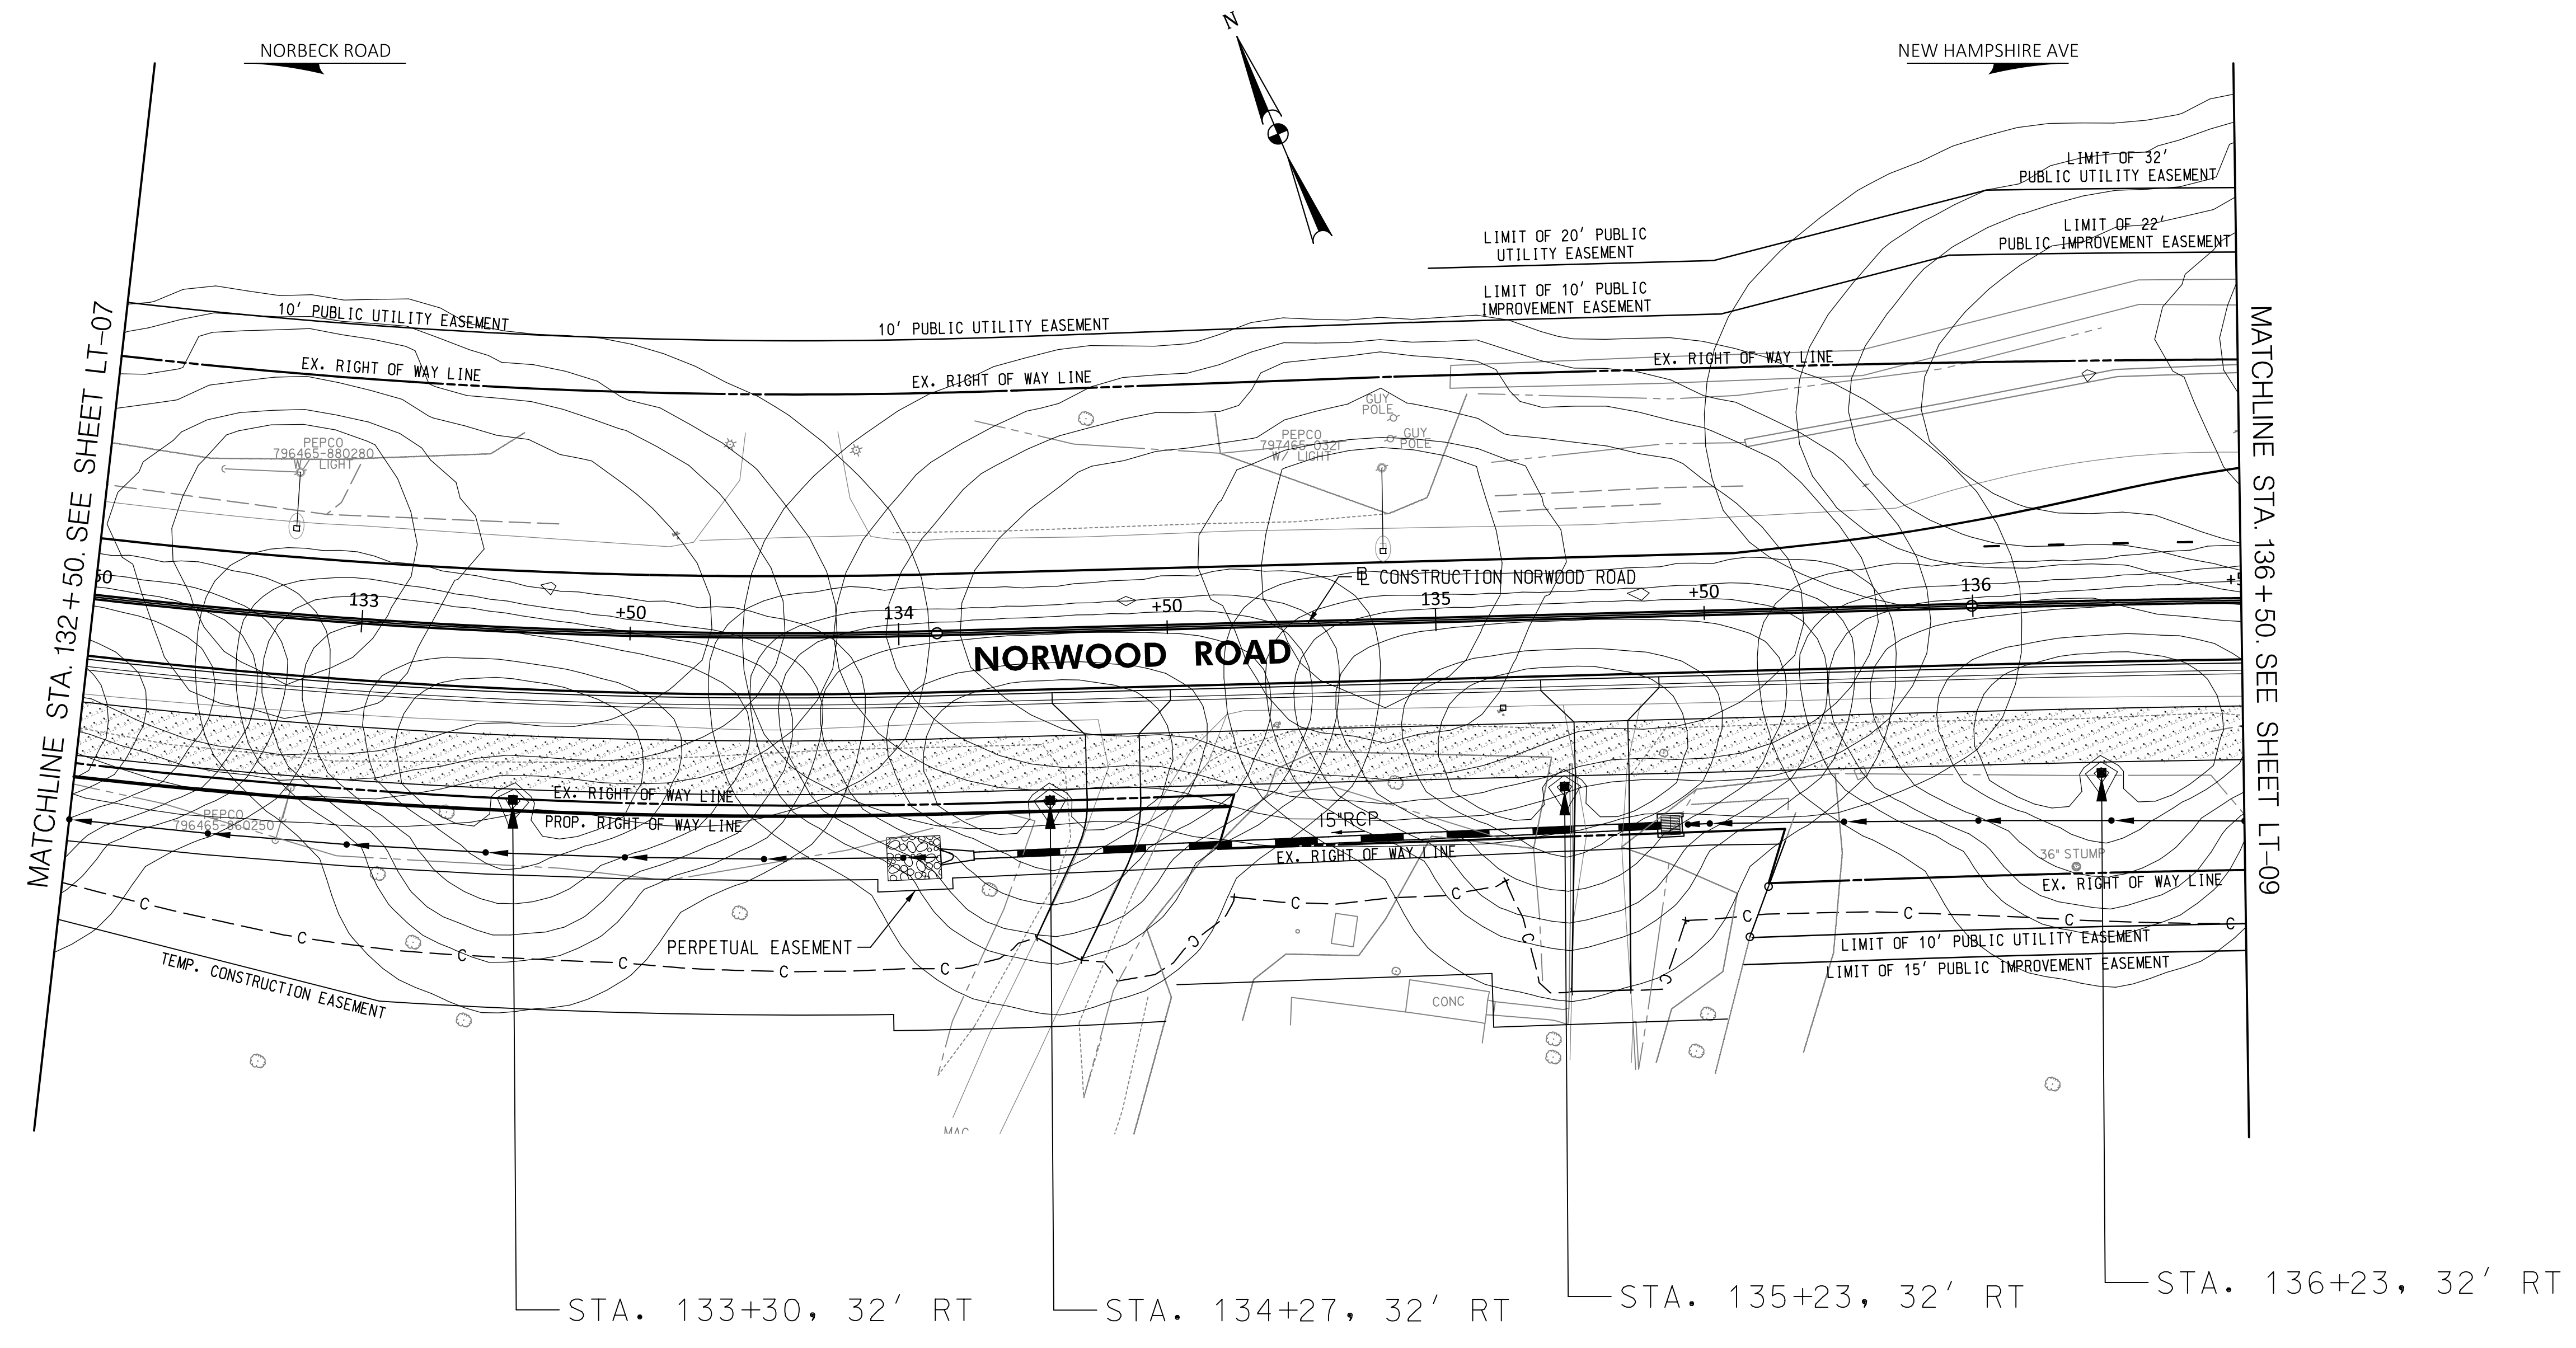 N
NORBECK ROAD
NEW HAMPSHIRE AVE
LIMIT OF 32'
PUBLIC UTILITY EASEMENT
LIMIT OF 22'
PUBLIC IMPROVEMENT EASEMENT
LIMIT OF 20' PUBLIC
UTILITY EASEMENT
LIMIT OF 10' PUBLIC
IMPROVEMENT EASEMENT
10' PUBLIC UTILITY EASEMENT
10' PUBLIC UTILITY EASEMENT
EX. RIGHT OF WAY LINE
EX. RIGHT OF WAY LINE
EX. RIGHT OF WAY LINE
MATCHLINE STA. 132+50. SEE SHEET LT-07
MATCHLINE STA. 136+50. SEE SHEET LT-09
GUY
POLE
GUY
POLE
PEPCO
796465-880280
W/ LIGHT
PEPCO
797465-0321
W/ LIGHT
B CONSTRUCTION NORWOOD ROAD
50
133
+50
134
+50
135
+50
136
+5
NORWOOD ROAD
EX. RIGHT OF WAY LINE
PROP. RIGHT OF WAY LINE
PEPCO
796465-860250
15"RCP
EX. RIGHT OF WAY LINE
36" STUMP
EX. RIGHT OF WAY LINE
C C C C C C C C C C C C C C C
PERPETUAL EASEMENT
LIMIT OF 10' PUBLIC UTILITY EASEMENT
LIMIT OF 15' PUBLIC IMPROVEMENT EASEMENT
TEMP. CONSTRUCTION EASEMENT
CONC
STA. 133+30, 32' RT
STA. 134+27, 32' RT
STA. 135+23, 32' RT
STA. 136+23, 32' RT